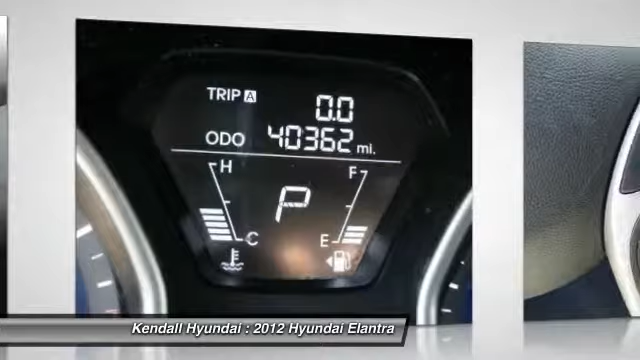 TRIP A 0.0
ODO 40362 mi.
H F
P
C E
Kendall Hyundai : 2012 Hyundai Elantra